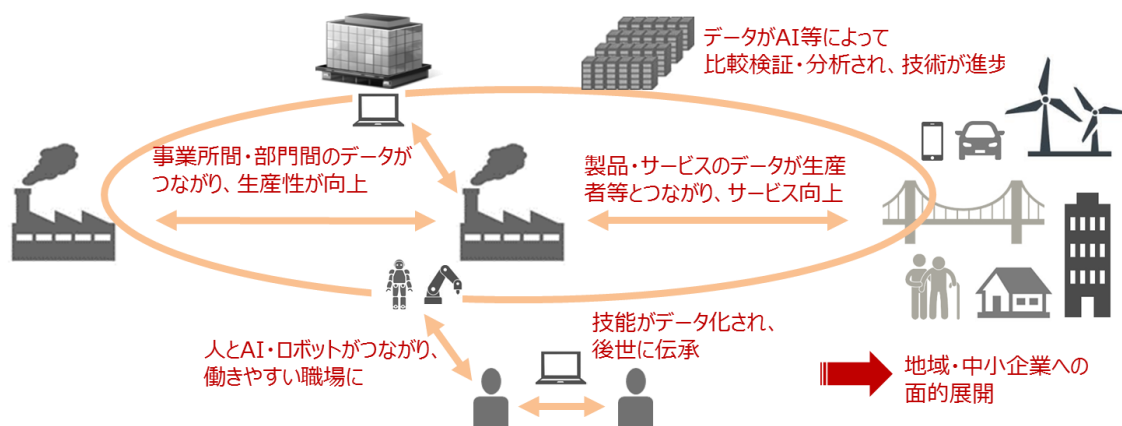 データがAI等によって
比較検証・分析され、技術が進歩
事業所間・部門間のデータが
つながり、生産性が向上
製品・サービスのデータが生産
者等とつながり、サービス向上
人とAI・ロボットがつながり、
働きやすい職場に
技能がデータ化され、
後世に伝承
地域・中小企業への
面的展開